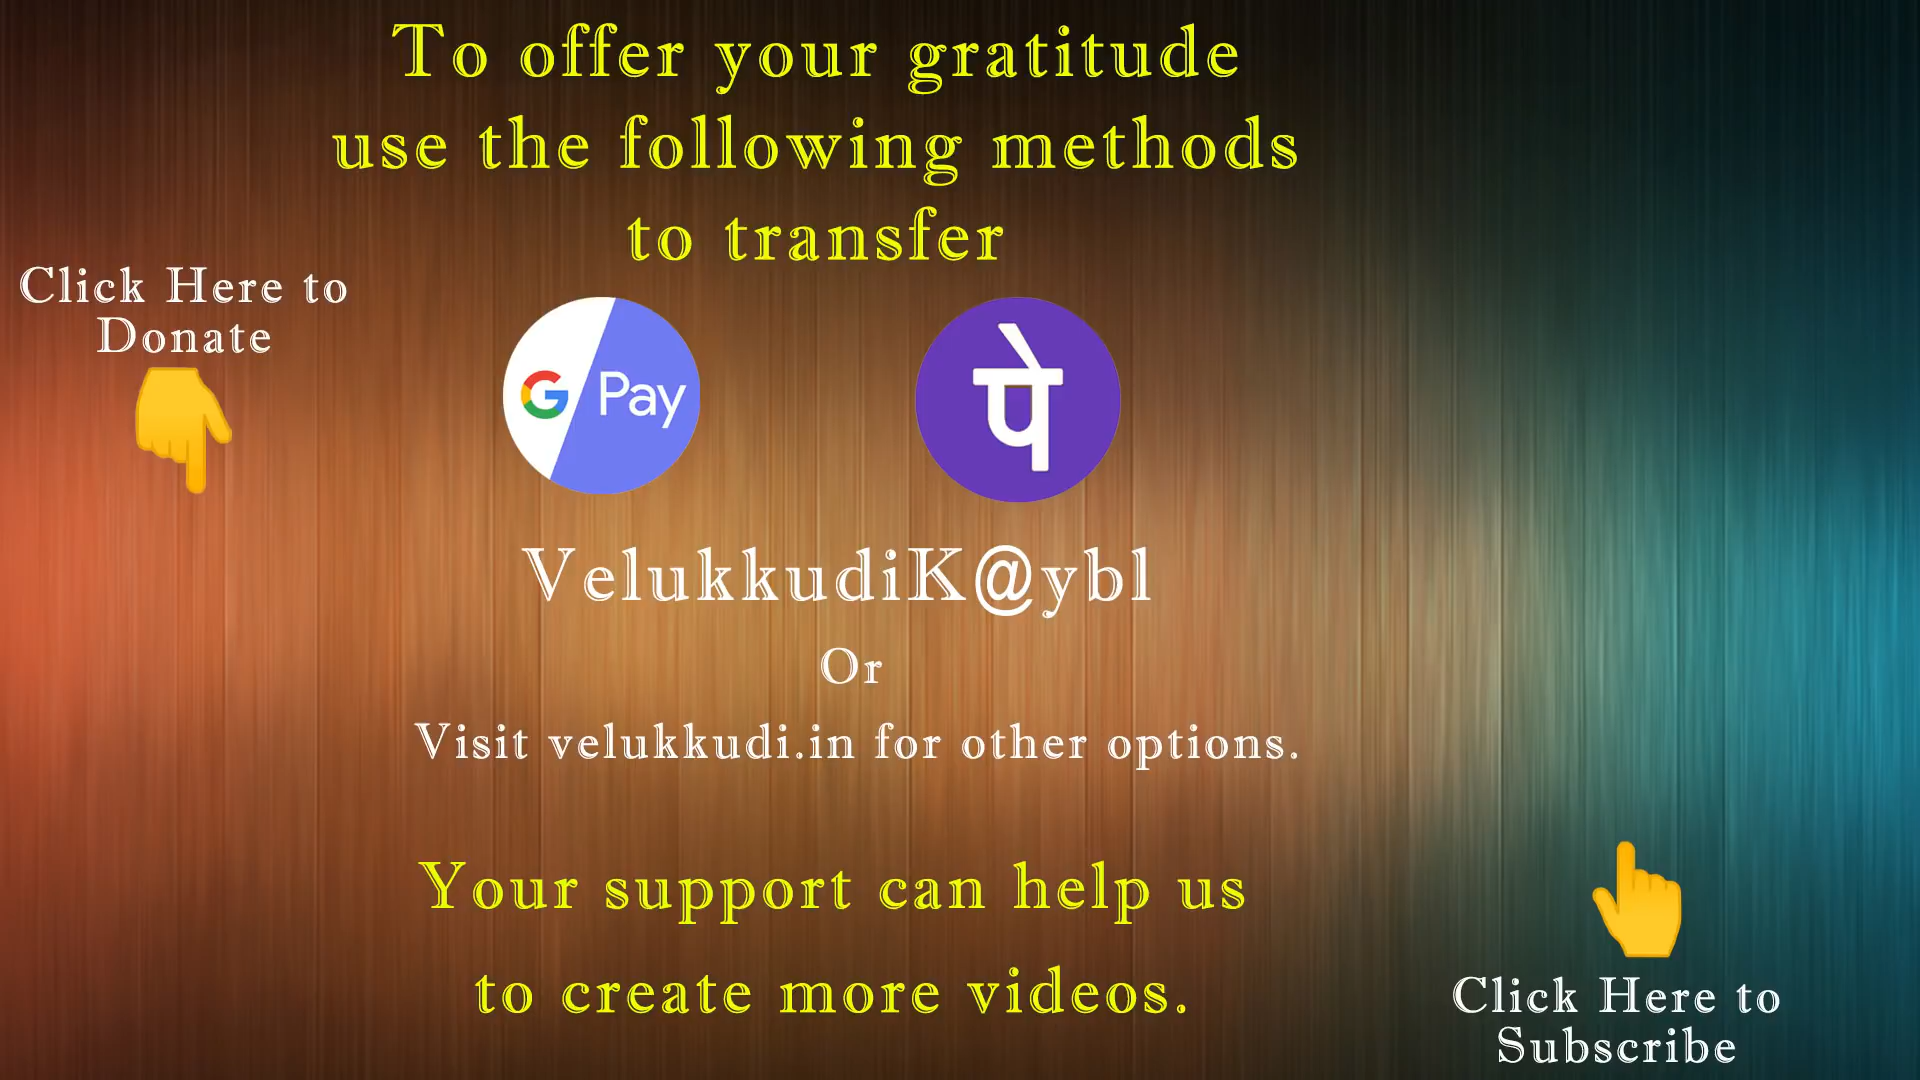 To offer your gratitude
use the following methods
to transfer
Click Here to
Donate
G Pay
पे
VelukkudiK@ybl
Or
Visit velukkudi.in for other options.
Your support can help us
to create more videos.
Click Here to
Subscribe